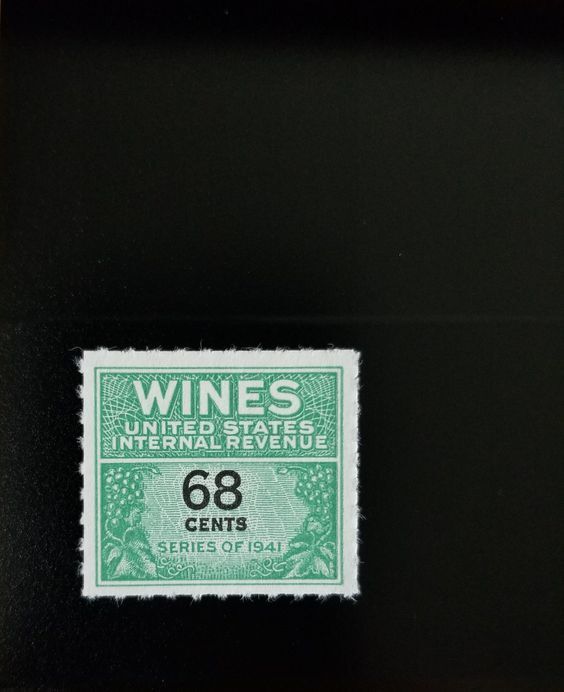 WINES
UNITED STATES
INTERNAL REVENUE
68
CENTS
SERIES OF 1941